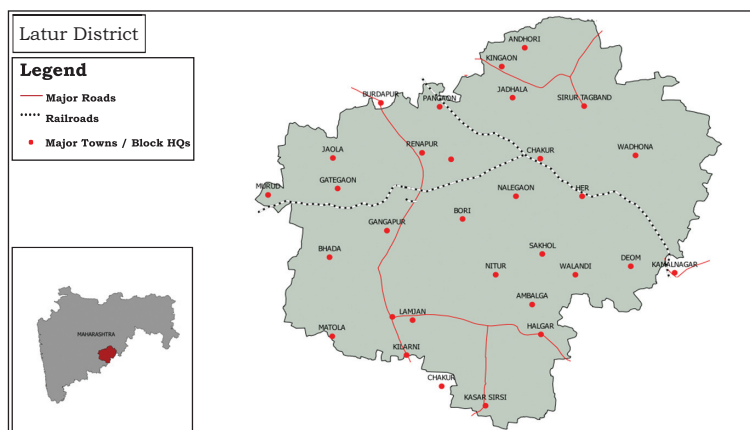 Latur District
Legend
Major Roads
Railroads
Major Towns / Block HQs
MAHARASHTRA
ANDHORI
KINGAON
BURDAPUR
PANGAON
JADHALA
SIRUR TAGBAND
JAOLA
RENAPUR
CHAKUR
WADHONA
MURUD
GATEGAON
NALEGAON
HER
GANGAPUR
BORI
BHADA
SAKHOL
NITUR
WALANDI
DEOM
KAMALNAGAR
AMBALGA
LAMJAN
MATOLA
HALGAR
KILARNI
CHAKUR
KASAR SIRSI